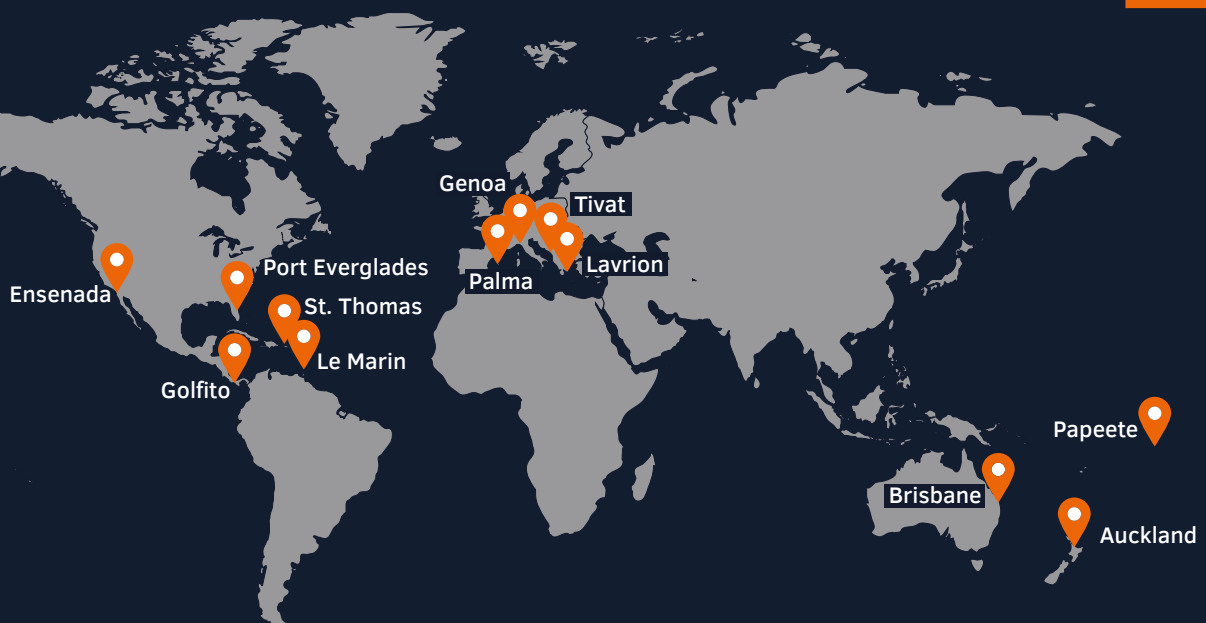 Genoa
Tivat
Lavrion
Palma
Port Everglades
Ensenada
St. Thomas
Le Marin
Golfito
Papeete
Brisbane
Auckland